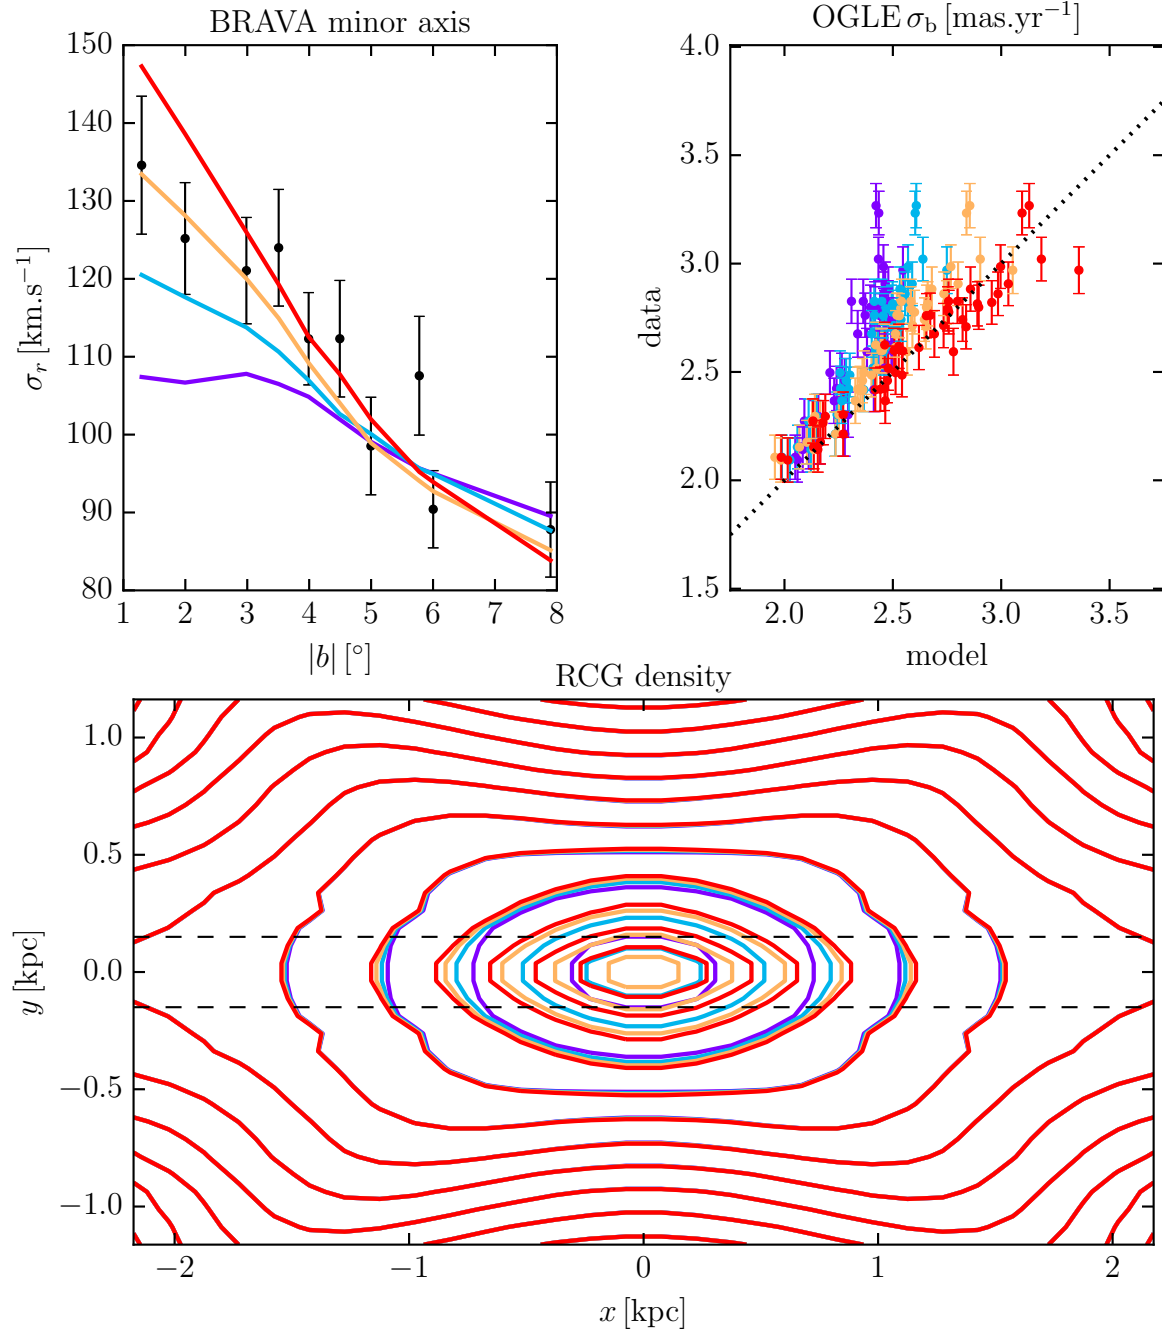 BRAVA minor axis
150
140
130
120
110
100
90
80
1 2 3 4 5 6 7 8
σr [km.s−1]
|b| [°]
OGLE σb [mas.yr−1]
4.0
3.5
3.0
2.5
2.0
1.5
2.0 2.5 3.0 3.5
data
model
RCG density
1.0
0.5
0.0
−0.5
−1.0
−2 −1 0 1 2
y [kpc]
x [kpc]